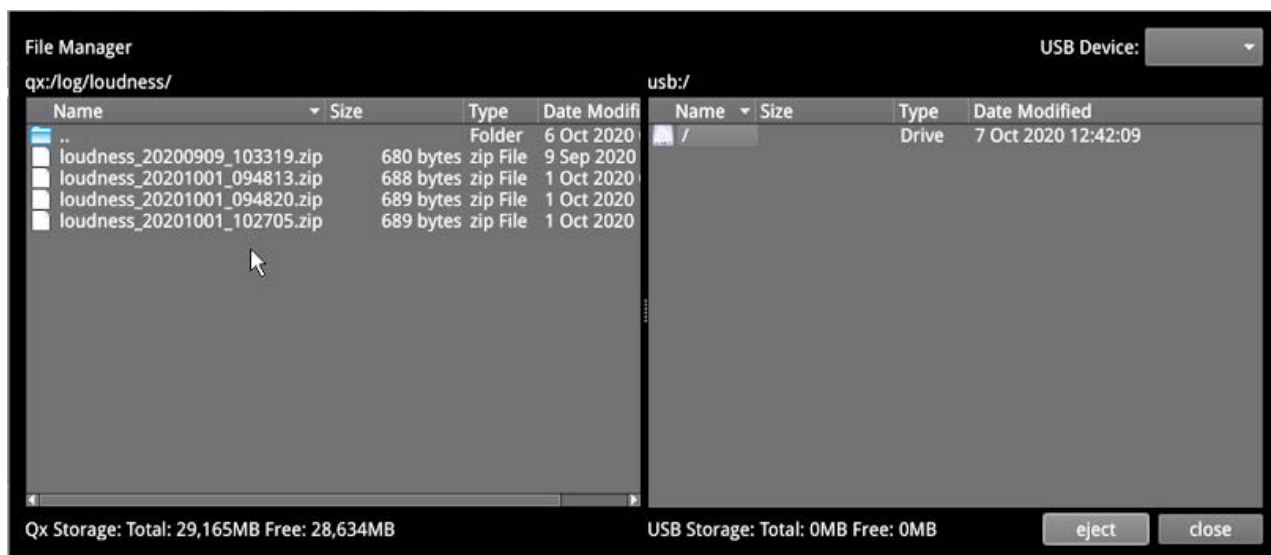 File Manager USB Device:
qx:/log/loudness/ usb:/
Name Size Type Date Modifi Name Size Type Date Modified
.. Folder 6 Oct 2020 / Drive 7 Oct 2020 12:42:09
loudness_20200909_103319.zip 680 bytes zip File 9 Sep 2020
loudness_20201001_094813.zip 688 bytes zip File 1 Oct 2020
loudness_20201001_094820.zip 689 bytes zip File 1 Oct 2020
loudness_20201001_102705.zip 689 bytes zip File 1 Oct 2020
Qx Storage: Total: 29,165MB Free: 28,634MB USB Storage: Total: 0MB Free: 0MB eject close